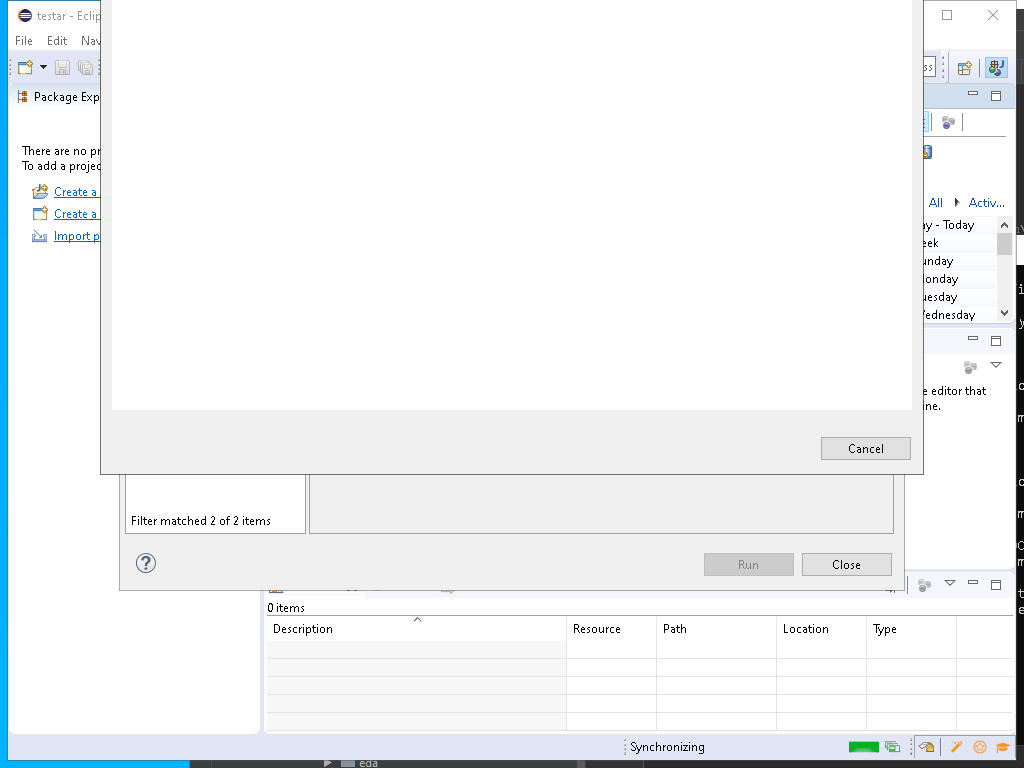 testar - Eclip
File Edit Nav
ss
Package Exp
There are no pr
To add a projec
Create a
Create a
Import p
All Activ...
ay - Today
eek
unday
onday
uesday
Wednesday
e editor that
ine.
Cancel
Filter matched 2 of 2 items
Run Close
0 items
Description Resource Path Location Type
Synchronizing
eda